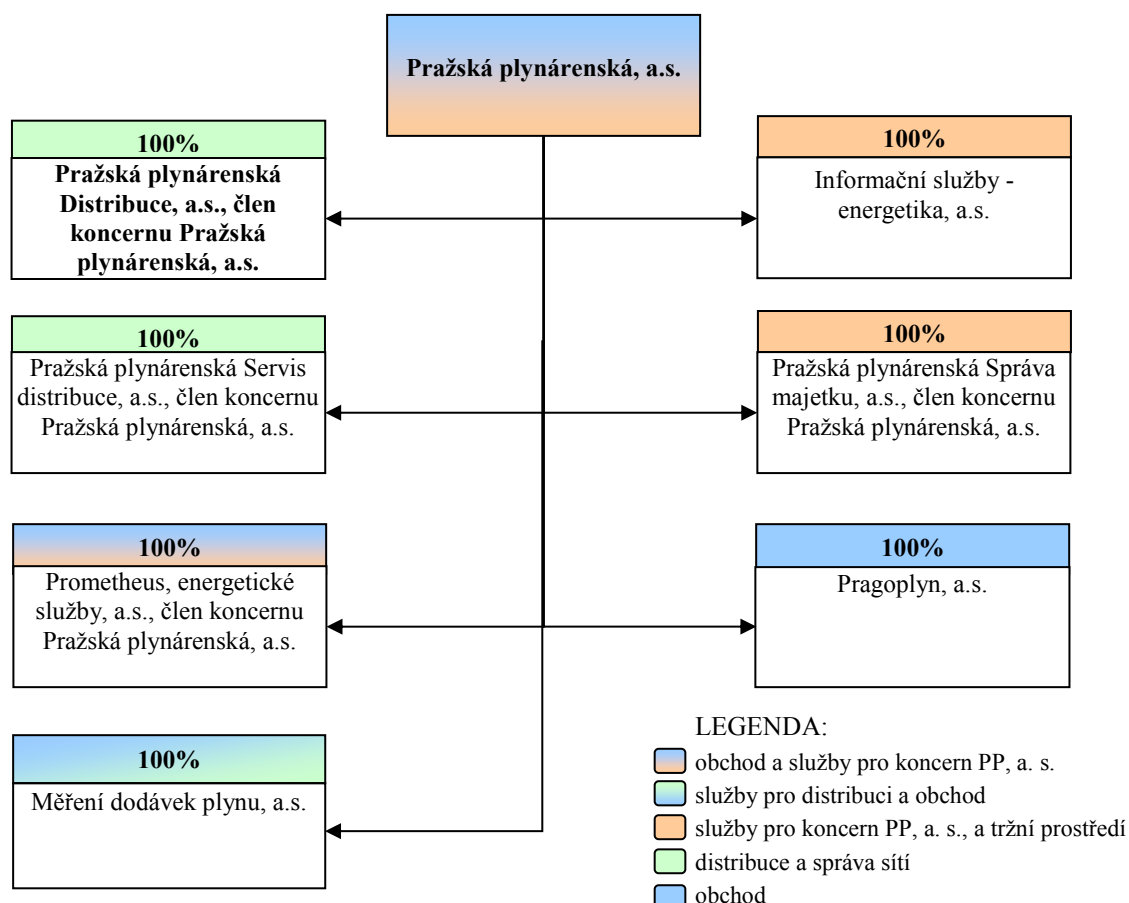 Pražská plynárenská, a.s.
100%
Pražská plynárenská
Distribuce, a.s., člen
koncernu Pražská
plynárenská, a.s.
100%
Informační služby -
energetika, a.s.
100%
Pražská plynárenská Servis
distribuce, a.s., člen koncernu
Pražská plynárenská, a.s.
100%
Pražská plynárenská Správa
majetku, a.s., člen koncernu
Pražská plynárenská, a.s.
100%
Prometheus, energetické
služby, a.s., člen koncernu
Pražská plynárenská, a.s.
100%
Pragoplyn, a.s.
100%
Měření dodávek plynu, a.s.
LEGENDA:
obchod a služby pro koncern PP, a. s.
služby pro distribuci a obchod
služby pro koncern PP, a. s., a tržní prostředí
distribuce a správa sítí
obchod